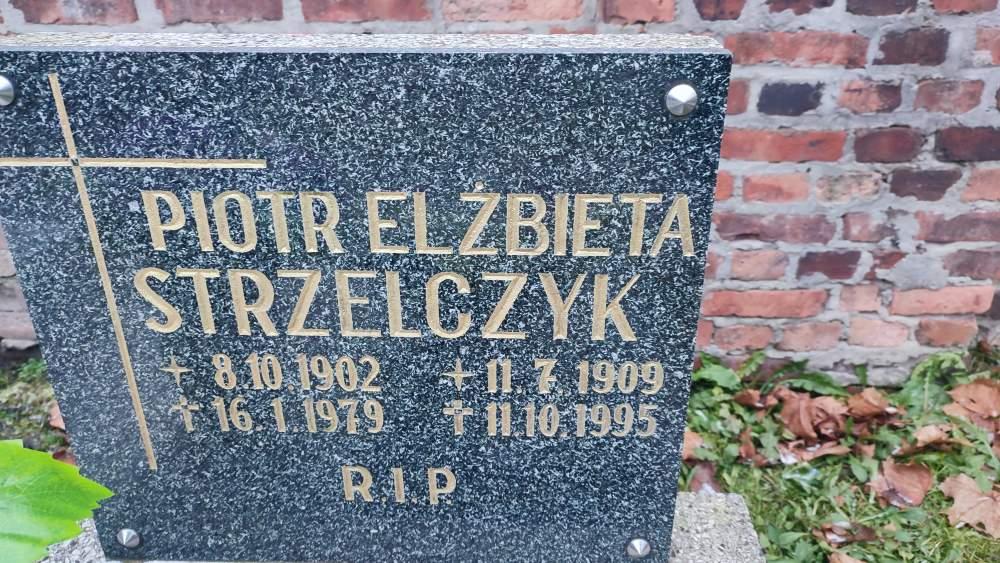 PIOTR ELŻBIETA
STRZELCZYK
8.10.1902 11.7.1909
16.1.1979 11.10.1995
R.I.P